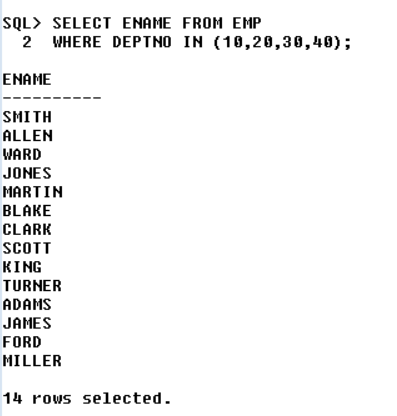 SQL> SELECT ENAME FROM EMP
  2  WHERE DEPTNO IN (10,20,30,40);
ENAME
----------
SMITH
ALLEN
WARD
JONES
MARTIN
BLAKE
CLARK
SCOTT
KING
TURNER
ADAMS
JAMES
FORD
MILLER
14 rows selected.